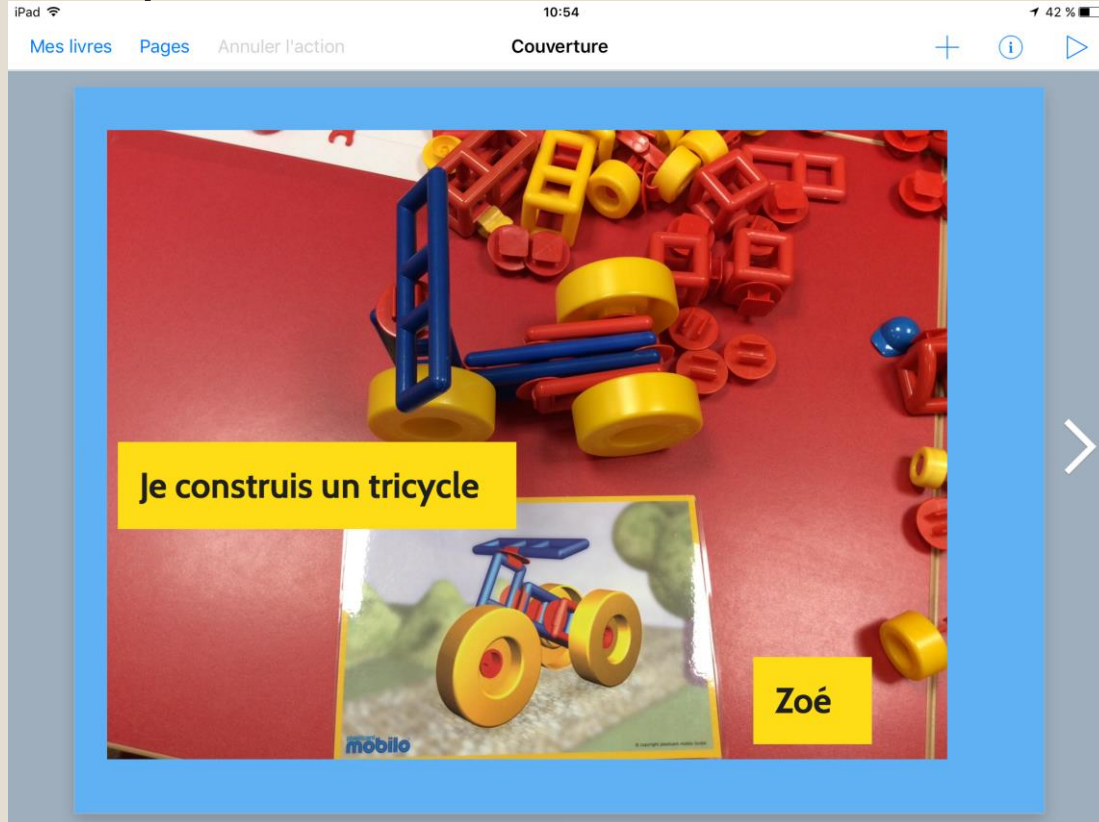 iPad
10:54
42 %
Mes livres Pages Annuler l'action Couverture
Je construis un tricycle
Zoé
mobilo